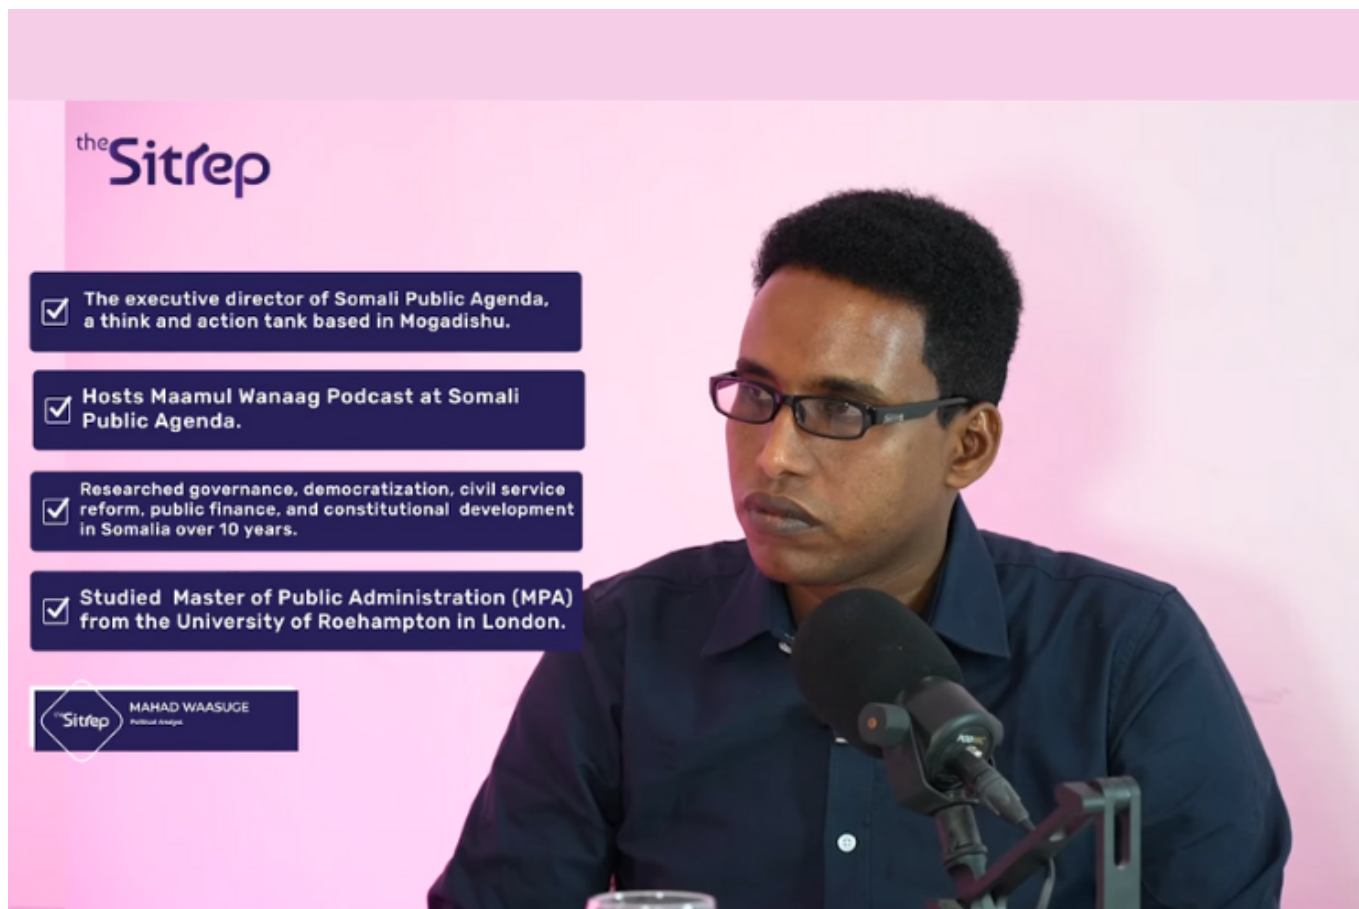 the Sitrep
The executive director of Somali Public Agenda,
a think and action tank based in Mogadishu.
Hosts Maamul Wanaag Podcast at Somali
Public Agenda.
Researched governance, democratization, civil service
reform, public finance, and constitutional development
in Somalia over 10 years.
Studied Master of Public Administration (MPA)
from the University of Roehampton in London.
the Sitrep
MAHAD WAASUGE
Political Analyst